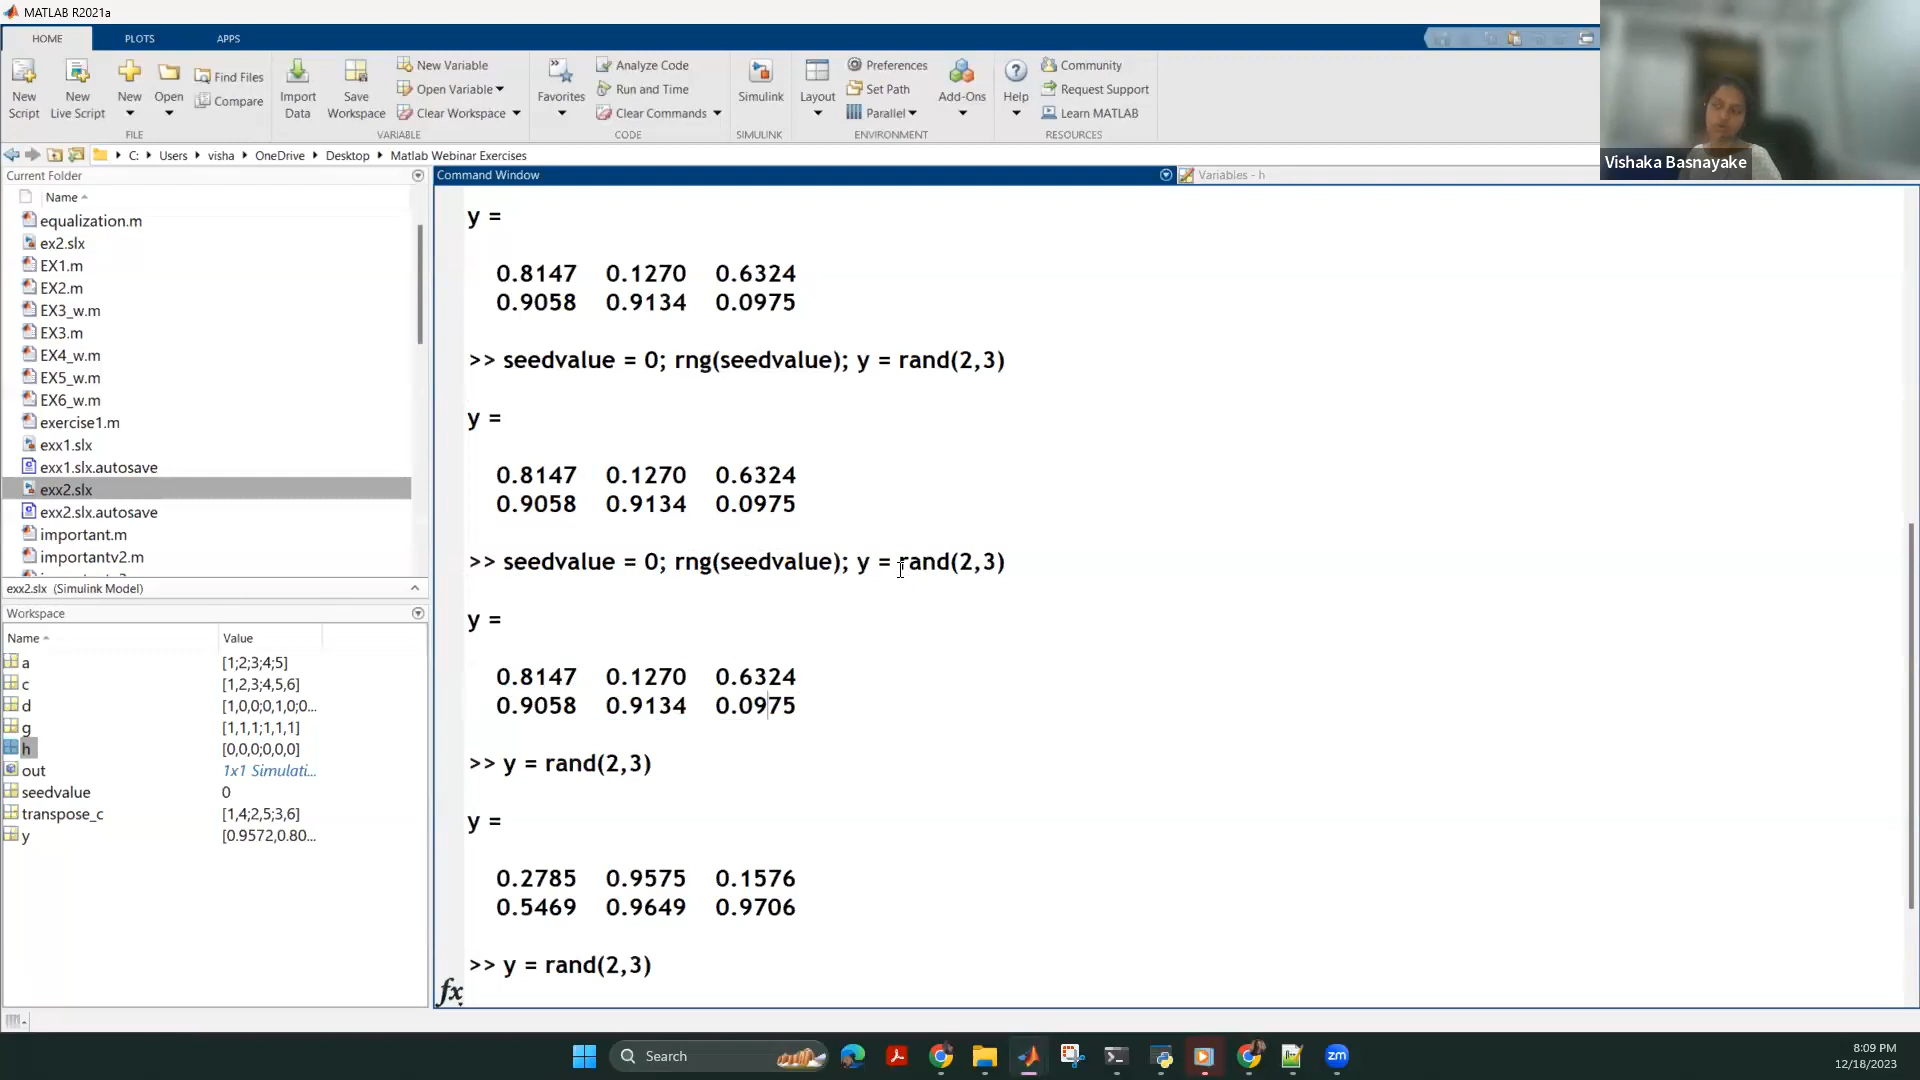 MATLAB R2021a
HOME PLOTS APPS
New Script
New Live Script
New
Open
Find Files
Compare
Import Data
Save Workspace
New Variable
Open Variable
Clear Workspace
Favorites
Analyze Code
Run and Time
Clear Commands
Simulink
Layout
Preferences
Set Path
Parallel
Add-Ons
Help
Community
Request Support
Learn MATLAB
FILE VARIABLE CODE SIMULINK ENVIRONMENT RESOURCES
Vishaka Basnayake
C: Users visha OneDrive Desktop Matlab Webinar Exercises
Current Folder
Name
equalization.m
ex2.slx
EX1.m
EX2.m
EX3_w.m
EX3.m
EX4_w.m
EX5_w.m
EX6_w.m
exercise1.m
exx1.slx
exx1.slx.autosave
exx2.slx
exx2.slx.autosave
important.m
importantv2.m
exx2.slx (Simulink Model)
Workspace
Name Value
a [1;2;3;4;5]
c [1,2,3;4,5,6]
d [1,0,0;0,1,0;0...
g [1,1,1;1,1,1]
h [0,0,0;0,0,0]
out 1x1 Simulati...
seedvalue 0
transpose_c [1,4;2,5;3,6]
y [0.9572,0.80...
Command Window
Variables - h
y =
0.8147 0.1270 0.6324
0.9058 0.9134 0.0975
>> seedvalue = 0; rng(seedvalue); y = rand(2,3)
y =
0.8147 0.1270 0.6324
0.9058 0.9134 0.0975
>> seedvalue = 0; rng(seedvalue); y = rand(2,3)
y =
0.8147 0.1270 0.6324
0.9058 0.9134 0.0975
>> y = rand(2,3)
y =
0.2785 0.9575 0.1576
0.5469 0.9649 0.9706
>> y = rand(2,3)
fx
Search
zm
8:09 PM
12/18/2023